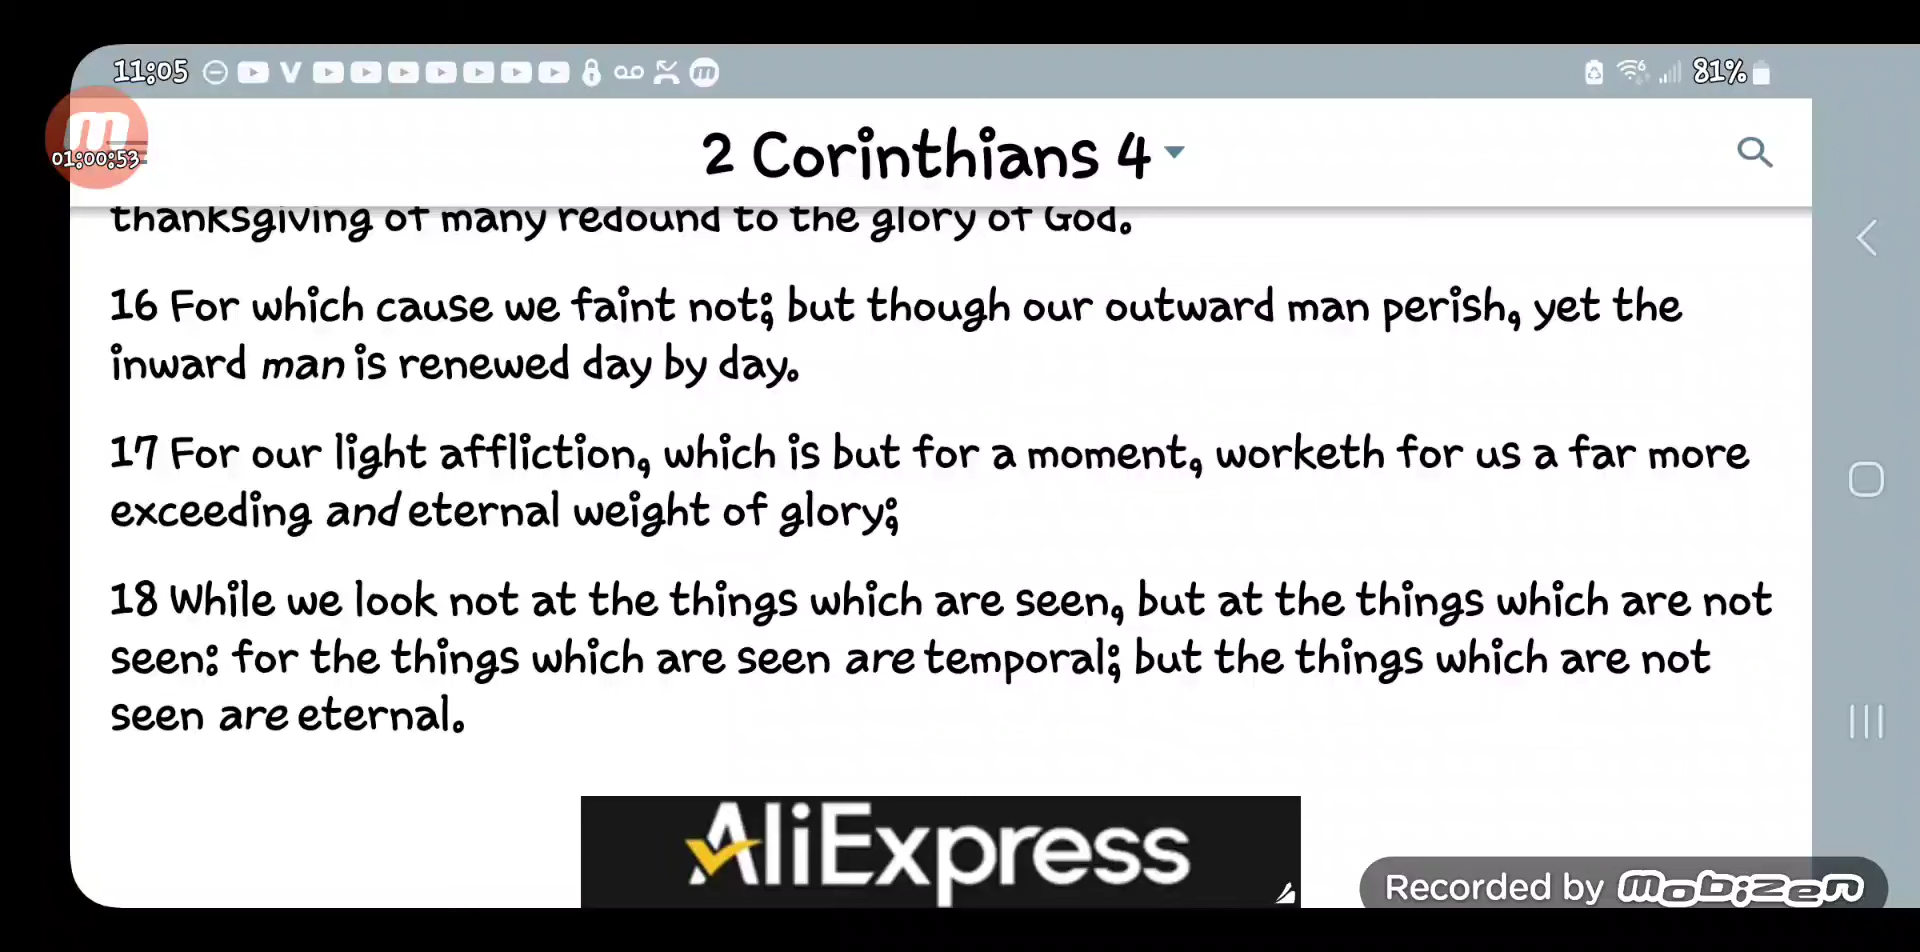 11:05
81%
01:00:53
2 Corinthians 4
thanksgiving of many redound to the glory of God.
16 For which cause we faint not; but though our outward man perish, yet the
inward man is renewed day by day.
17 For our light affliction, which is but for a moment, worketh for us a far more
exceeding and eternal weight of glory;
18 While we look not at the things which are seen, but at the things which are not
seen: for the things which are seen are temporal; but the things which are not
seen are eternal.
AliExpress
Recorded by mobizen